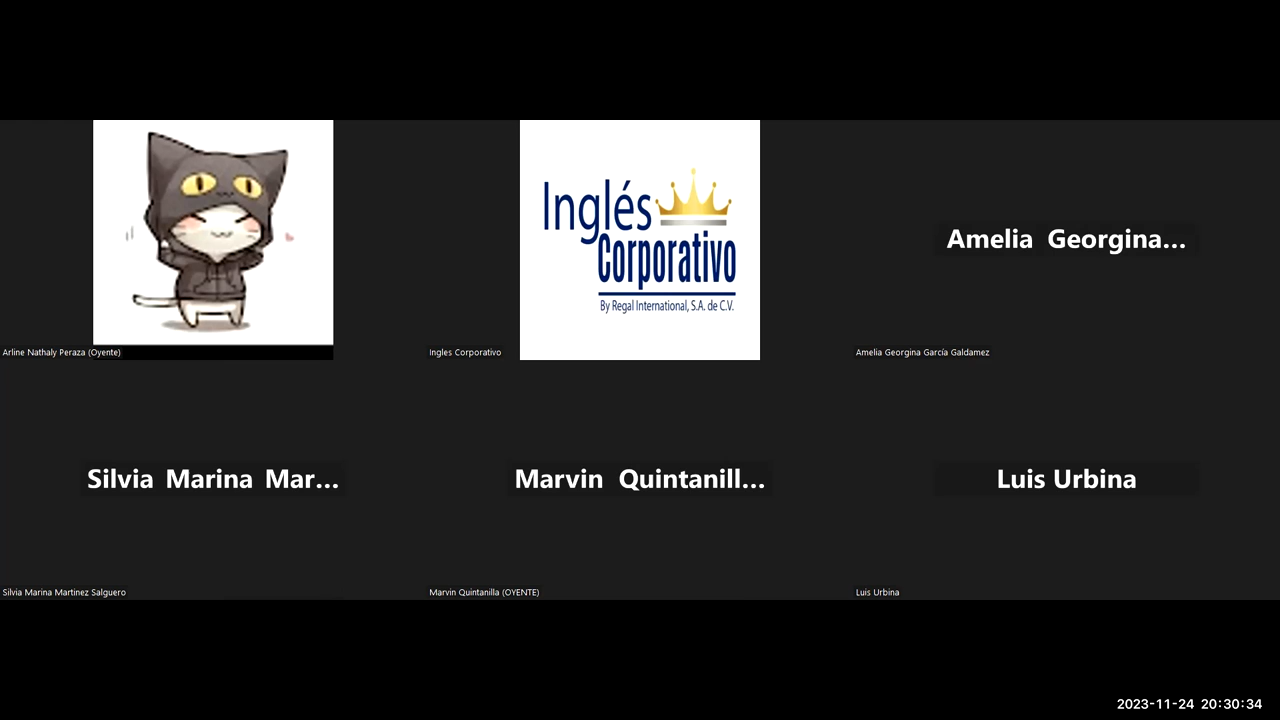 Inglés
Corporativo
By Regal International, S.A. de C.V.
Amelia Georgina...
Arline Nathaly Peraza (Oyente)
Ingles Corporativo
Amelia Georgina García Galdamez
Silvia Marina Mar...
Marvin Quintanill...
Luis Urbina
Silvia Marina Martinez Salguero
Marvin Quintanilla (OYENTE)
Luis Urbina
2023-11-24 20:30:34